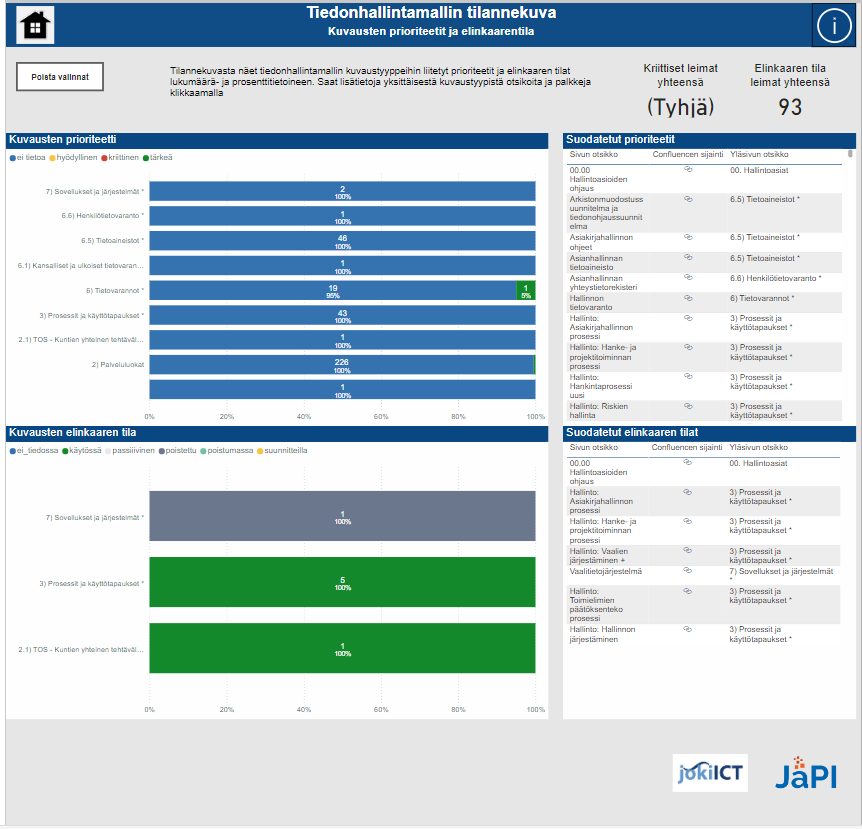 Tiedonhallintamallin tilannekuva
Kuvausten prioriteetit ja elinkaarentila
i
Poista valinnat
Tilannekuvasta näet tiedonhallintamallin kuvaustyyppeihin liitetyt prioriteetit ja elinkaaren tilat
lukumäärä- ja prosenttitietoineen. Saat lisätietoja yksittäisestä kuvaustyypistä otsikoita ja palkkeja
klikkaamalla
Kriittiset leimat
yhteensä
(Tyhjä)
Elinkaaren tila
leimat yhteensä
93
Kuvausten prioriteetti
ei tietoa hyödyllinen kriittinen tärkeä
7) Sovellukset ja järjestelmät *
2
100%
6.6) Henkilötietovaranto *
1
100%
6.5) Tietoaineistot *
46
100%
6.1) Kansalliset ja ulkoiset tietovaran...
1
100%
6) Tietovarannot *
19
95%
1
5%
3) Prosessit ja käyttötapaukset *
43
100%
2.1) TOS - Kuntien yhteinen tehtäväl...
1
100%
2) Palveluluokat
226
100%
1
100%
0% 20% 40% 60% 80% 100%
Suodatetut prioriteetit
Sivun otsikko Confluencen sijainti Yläsivun otsikko
00.00
Hallintoasioiden
ohjaus
00. Hallintoasiat
Arkistonmuodostuss
uunnitelma ja
tiedonohjaussuunnit
elma
6.5) Tietoaineistot *
Asiakirjahallinnon
ohjeet
6.5) Tietoaineistot *
Asianhallinan
tietoaineisto
6.5) Tietoaineistot *
Asianhallinnan
yhteystietorekisteri
6.6) Henkilötietovaranto *
Hallinnon
tietovaranto
6) Tietovarannot *
Hallinto:
Asiakirjahallinnon
prosessi
3) Prosessit ja
käyttötapaukset *
Hallinto: Hanke- ja
projektitoiminnan
prosessi
3) Prosessit ja
käyttötapaukset *
Hallinto:
Hankintaprosessi
uusi
3) Prosessit ja
käyttötapaukset *
Hallinto: Riskien
hallinta
3) Prosessit ja
käyttötapaukset *
Kuvausten elinkaaren tila
ei_tiedossa käytössä passiivinen poistettu poistumassa suunnitteilla
7) Sovellukset ja järjestelmät *
1
100%
3) Prosessit ja käyttötapaukset *
5
100%
2.1) TOS - Kuntien yhteinen tehtäväl...
1
100%
0% 20% 40% 60% 80% 100%
Suodatetut elinkaaren tilat
Sivun otsikko Confluencen sijainti Yläsivun otsikko
00.00
Hallintoasioiden
ohjaus
00. Hallintoasiat
Hallinto:
Asiakirjahallinnon
prosessi
3) Prosessit ja
käyttötapaukset *
Hallinto: Hanke- ja
projektitoiminnan
prosessi
3) Prosessit ja
käyttötapaukset *
Hallinto: Vaalien
järjestäminen +
3) Prosessit ja
käyttötapaukset *
Vaalitietojärjestelmä
7) Sovellukset ja järjestelmät
*
Hallinto:
Toimielimien
päätöksenteko
prosessi
3) Prosessit ja
käyttötapaukset *
Hallinto: Hallinnon
järjestäminen
3) Prosessit ja
käyttötapaukset *
jokiICT
JaPI